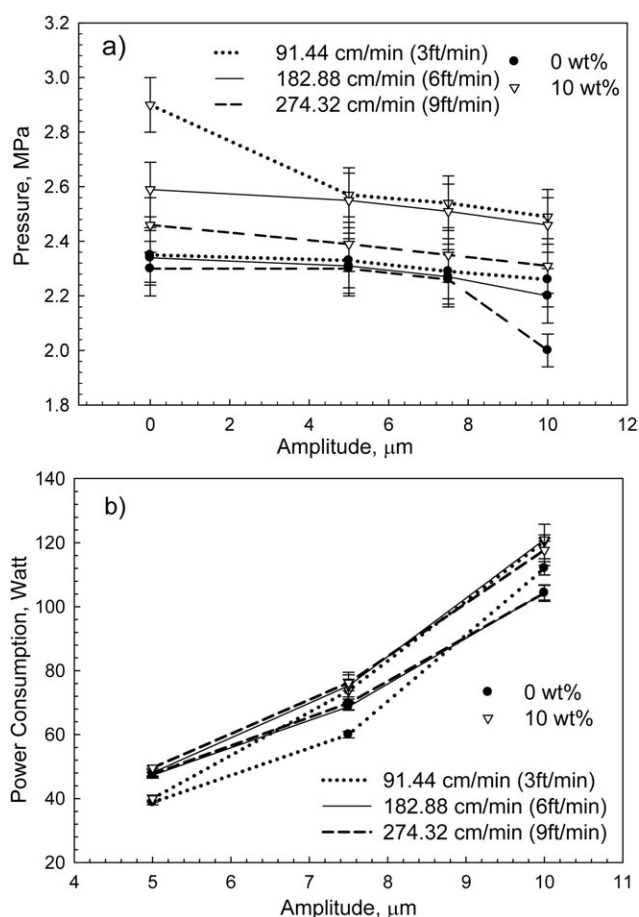 a)
91.44 cm/min (3ft/min)
182.88 cm/min (6ft/min)
274.32 cm/min (9ft/min)
0 wt%
10 wt%
3.2
3.0
2.8
2.6
2.4
2.2
2.0
1.8
Pressure, MPa
0 2 4 6 8 10 12
Amplitude, μm
b)
140
120
100
80
60
40
20
Power Consumption, Watt
0 wt%
10 wt%
91.44 cm/min (3ft/min)
182.88 cm/min (6ft/min)
274.32 cm/min (9ft/min)
4 5 6 7 8 9 10 11
Amplitude, μm